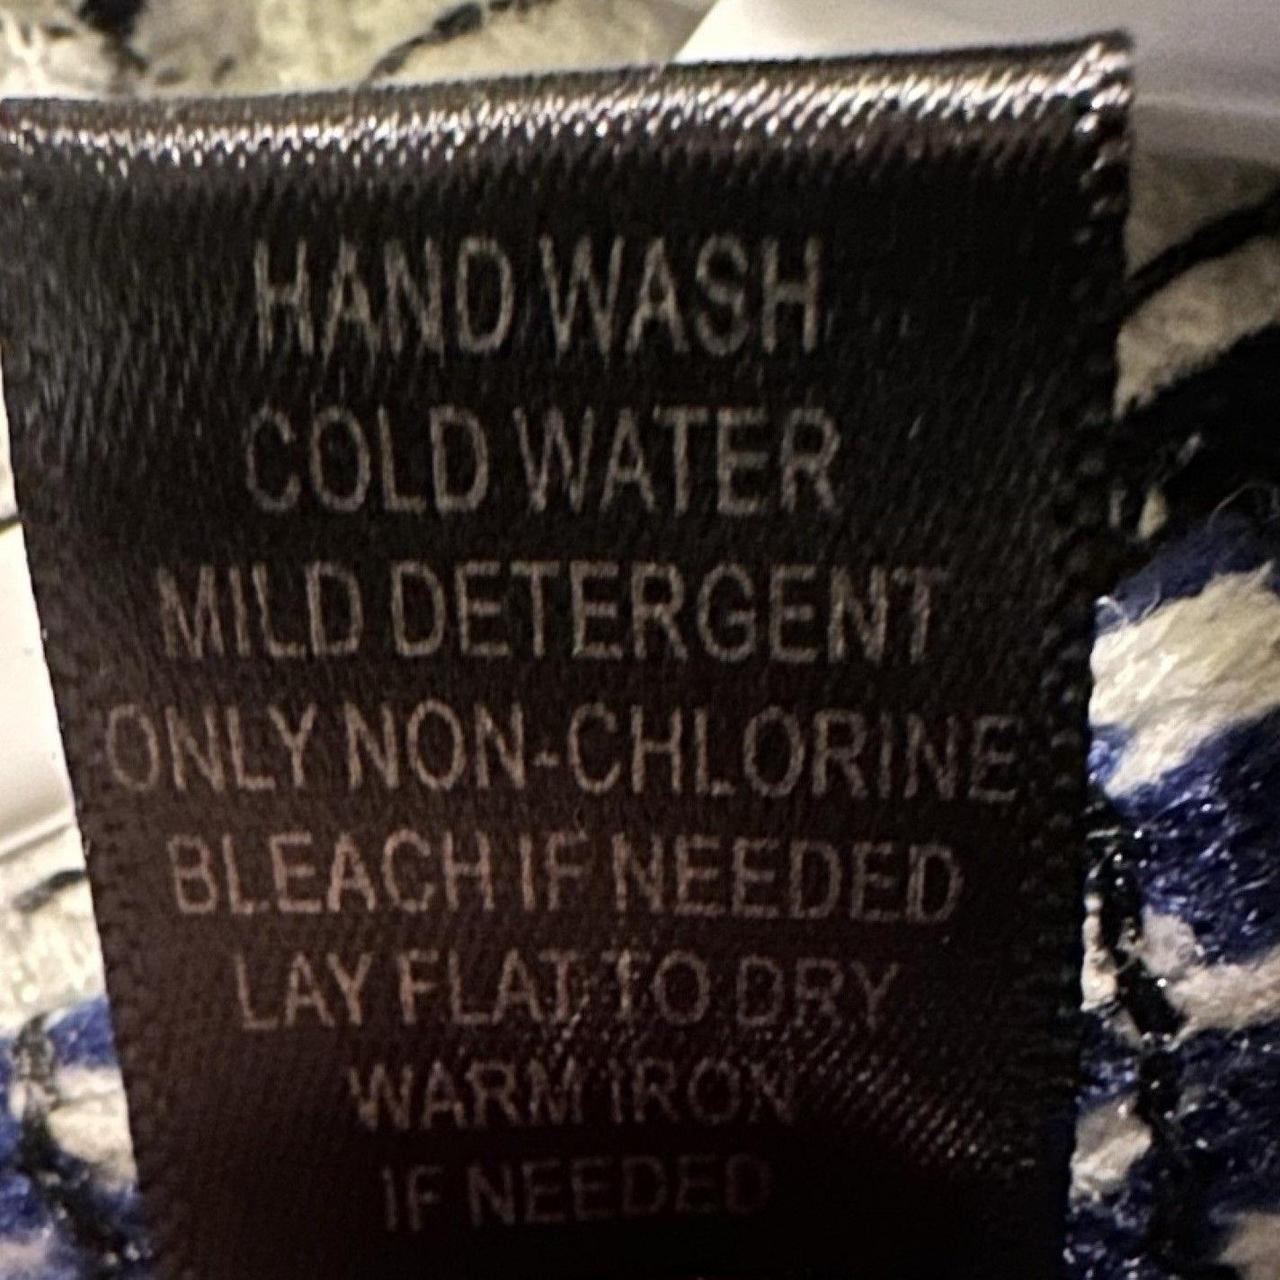 HAND WASH
COLD WATER
MILD DETERGENT
ONLY NON-CHLORINE
BLEACH IF NEEDED
LAY FLAT TO DRY
WARM IRON
IF NEEDED